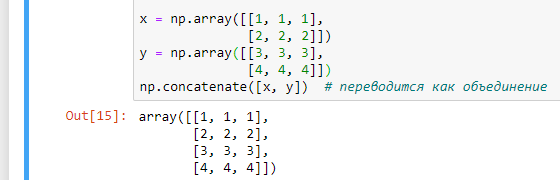 x = np.array([[1, 1, 1],
              [2, 2, 2]])
y = np.array([[3, 3, 3],
              [4, 4, 4]])
np.concatenate([x, y])  # переводится как объединение
Out[15]: array([[1, 1, 1],
       [2, 2, 2],
       [3, 3, 3],
       [4, 4, 4]])